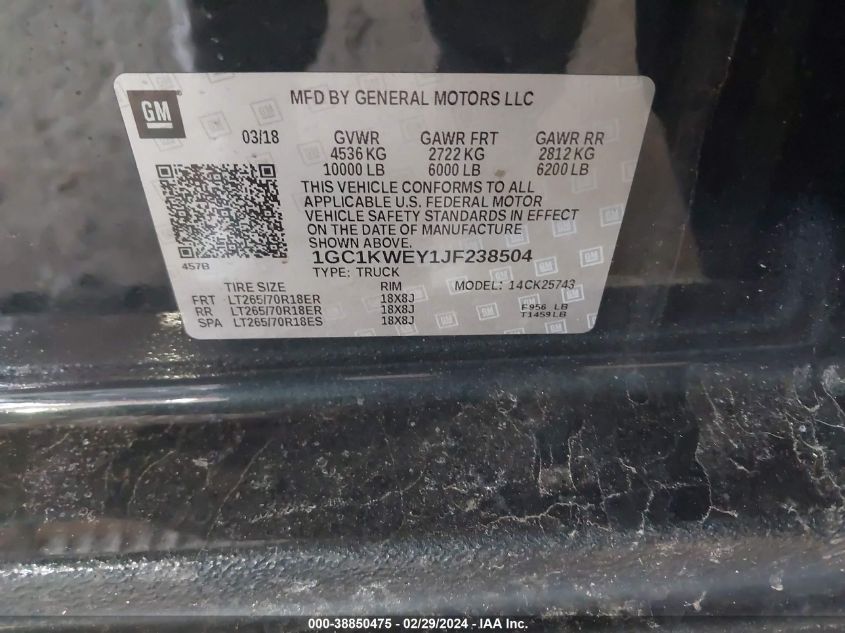 GM
MFD BY GENERAL MOTORS LLC
03/18 GVWR GAWR FRT GAWR RR
4536 KG 2722 KG 2812 KG
10000 LB 6000 LB 6200 LB
THIS VEHICLE CONFORMS TO ALL
APPLICABLE U.S. FEDERAL MOTOR
VEHICLE SAFETY STANDARDS IN EFFECT
ON THE DATE OF MANUFACTURE
SHOWN ABOVE.
457B
1GC1KWEY1JF238504
TYPE: TRUCK
TIRE SIZE RIM MODEL: 14CK25743
FRT LT265/70R18ER 18X8J
RR LT265/70R18ER 18X8J
SPA LT265/70R18ES 18X8J
F956 LB
T1459LB
000-38850475 - 02/29/2024 - IAA Inc.